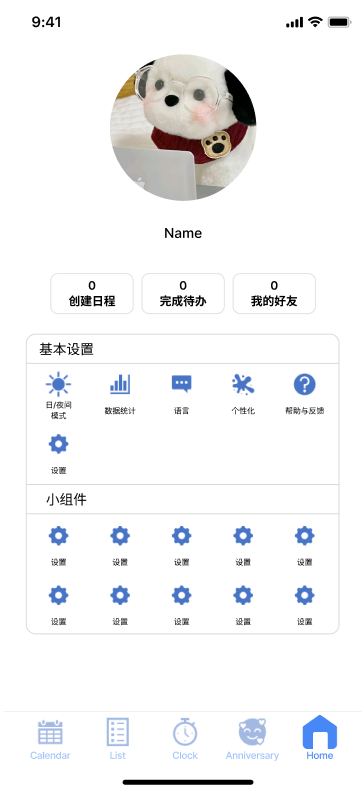 9:41
Name
0 0 0
创建日程 完成待办 我的好友
基本设置
日/夜间 数据统计 语言 个性化 帮助与反馈
模式
设置
小组件
设置 设置 设置 设置 设置
设置 设置 设置 设置 设置
Calendar List Clock Anniversary Home